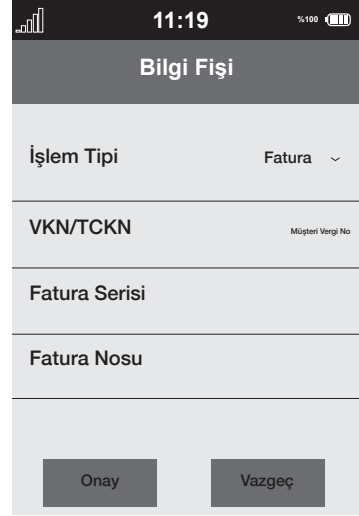 11:19 %100
Bilgi Fişi
İşlem Tipi Fatura
VKN/TCKN Müşteri Vergi No
Fatura Serisi
Fatura Nosu
Onay Vazgeç